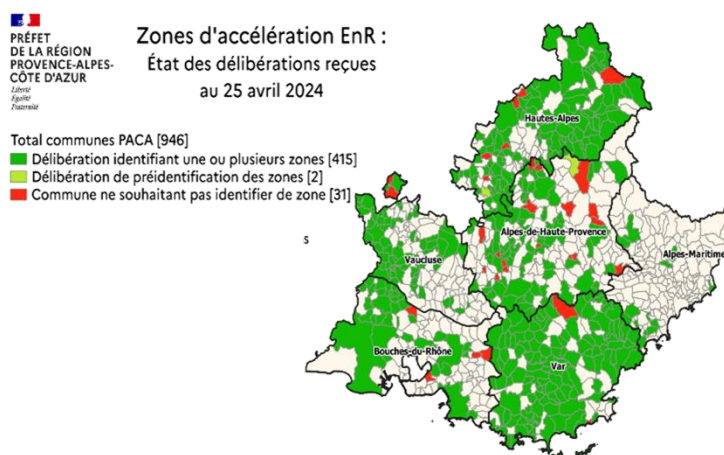 PRÉFET
DE LA RÉGION
PROVENCE-ALPES-
CÔTE D'AZUR
Liberté
Égalité
Fraternité
Zones d'accélération EnR :
État des délibérations reçues
au 25 avril 2024
Total communes PACA [946]
Délibération identifiant une ou plusieurs zones [415]
Délibération de préidentification des zones [2]
Commune ne souhaitant pas identifier de zone [31]
s
Hautes-Alpes
Alpes-de-Haute-Provence
Alpes-Maritime
Vaucluse
Bouches-du-Rhône
Var